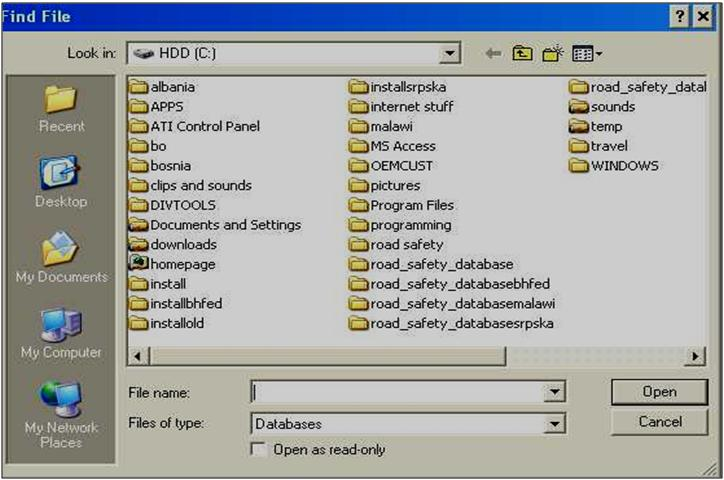 Find File
Look in: HDD (C:)
Recent
Desktop
My Documents
My Computer
My Network
Places
albania
APPS
ATI Control Panel
bo
bosnia
clips and sounds
DIVTOOLS
Documents and Settings
downloads
homepage
install
installbhfed
installold
installsrpska
internet stuff
malawi
MS Access
OEMCUST
pictures
Program Files
programming
road safety
road_safety_database
road_safety_databasebhfed
road_safety_databasemalawi
road_safety_databasesrpska
road_safety_datal
sounds
temp
travel
WINDOWS
File name:
Open
Files of type: Databases
Cancel
Open as read-only